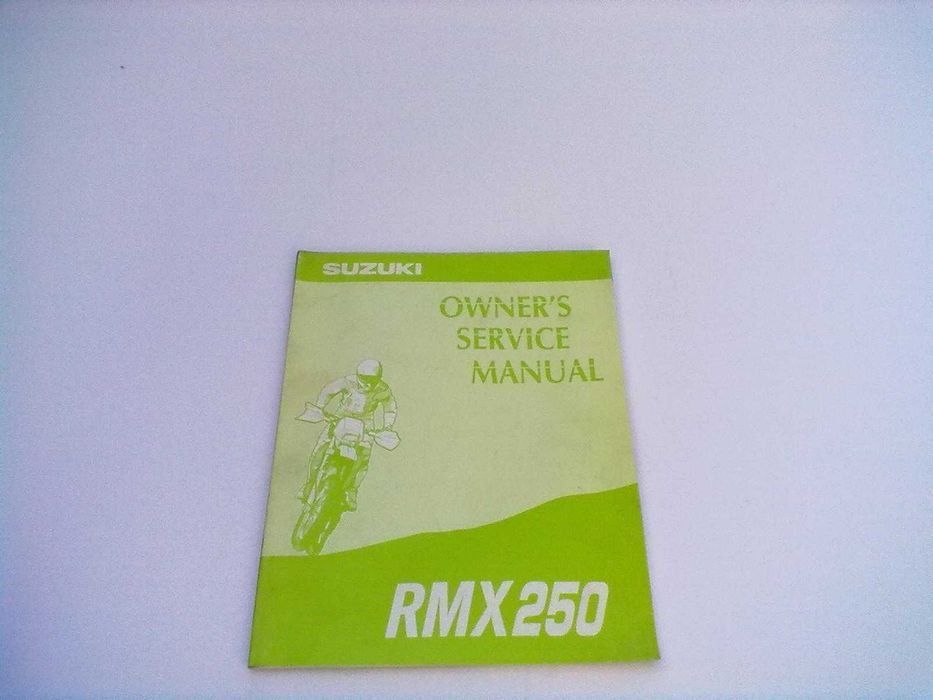 SUZUKI
OWNER'S
SERVICE
MANUAL
RMX250